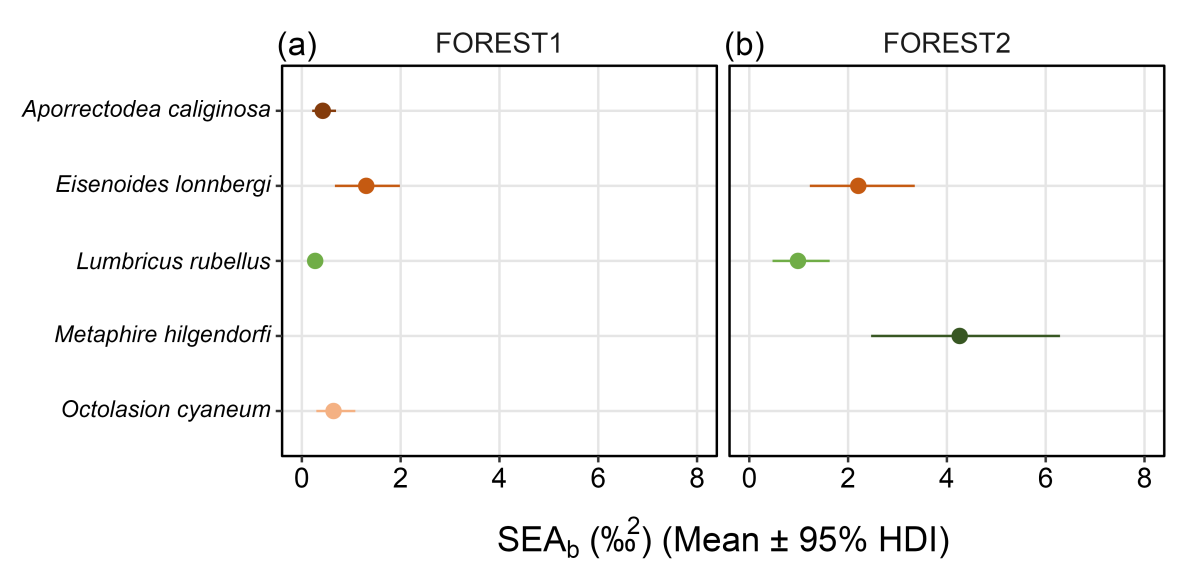 (a) FOREST1 (b) FOREST2
Aporrectodea caliginosa
Eisenoides lonnbergi
Lumbricus rubellus
Metaphire hilgendorfi
Octolasion cyaneum
0 2 4 6 8 0 2 4 6 8
SEAb (‰2) (Mean ± 95% HDI)